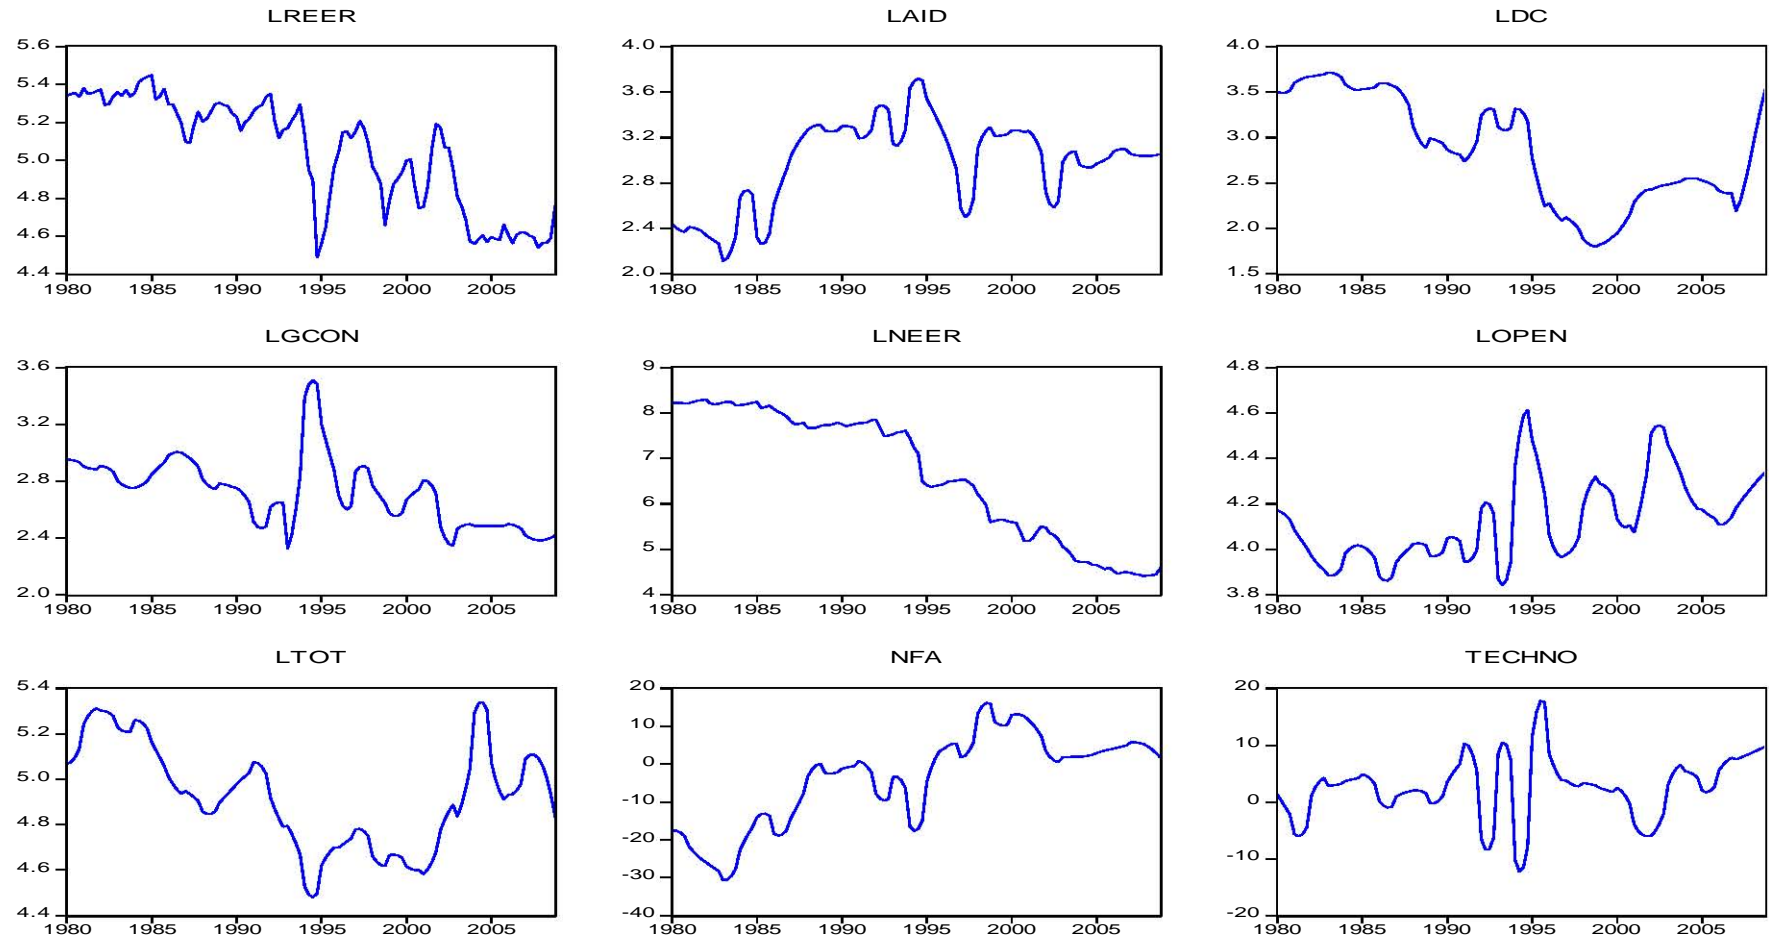 LREER LAID LDC
5.6 4.0 4.0
5.4 3.6 3.5
5.2 3.2 3.0
5.0
4.8 2.8 2.5
4.6 2.4 2.0
4.4 2.0 1.5
1980 1985 1990 1995 2000 2005 1980 1985 1990 1995 2000 2005 1980 1985 1990 1995 2000 2005
LGCON LNEER LOPEN
3.6 9 4.8
3.2 8 4.6
2.8 7 4.4
6 4.2
2.4 5 4.0
2.0 4 3.8
1980 1985 1990 1995 2000 2005 1980 1985 1990 1995 2000 2005 1980 1985 1990 1995 2000 2005
LTOT NFA TECHNO
5.4 20 20
5.2 10 10
5.0 0 0
-10
4.8 -20 -10
4.6 -30
4.4 -40 -20
1980 1985 1990 1995 2000 2005 1980 1985 1990 1995 2000 2005 1980 1985 1990 1995 2000 2005